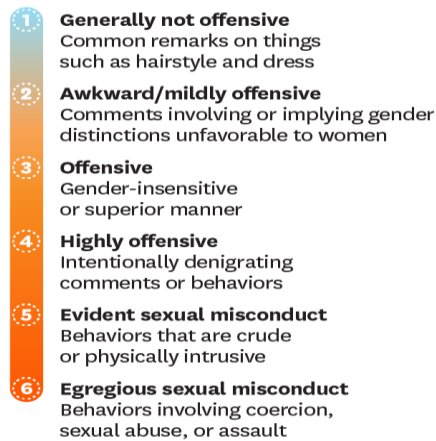 1 Generally not offensive
Common remarks on things
such as hairstyle and dress
2 Awkward/mildly offensive
Comments involving or implying gender
distinctions unfavorable to women
3 Offensive
Gender-insensitive
or superior manner
4 Highly offensive
Intentionally denigrating
comments or behaviors
5 Evident sexual misconduct
Behaviors that are crude
or physically intrusive
6 Egregious sexual misconduct
Behaviors involving coercion,
sexual abuse, or assault